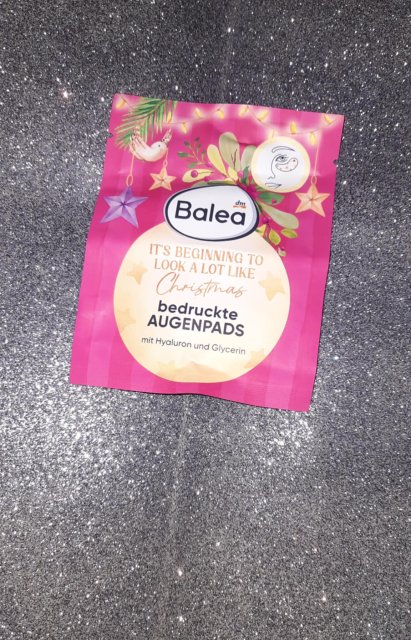 dm
Balea
IT'S BEGINNING TO
LOOK A LOT LIKE
Christmas
bedruckte
AUGENPADS
mit Hyaluron und Glycerin